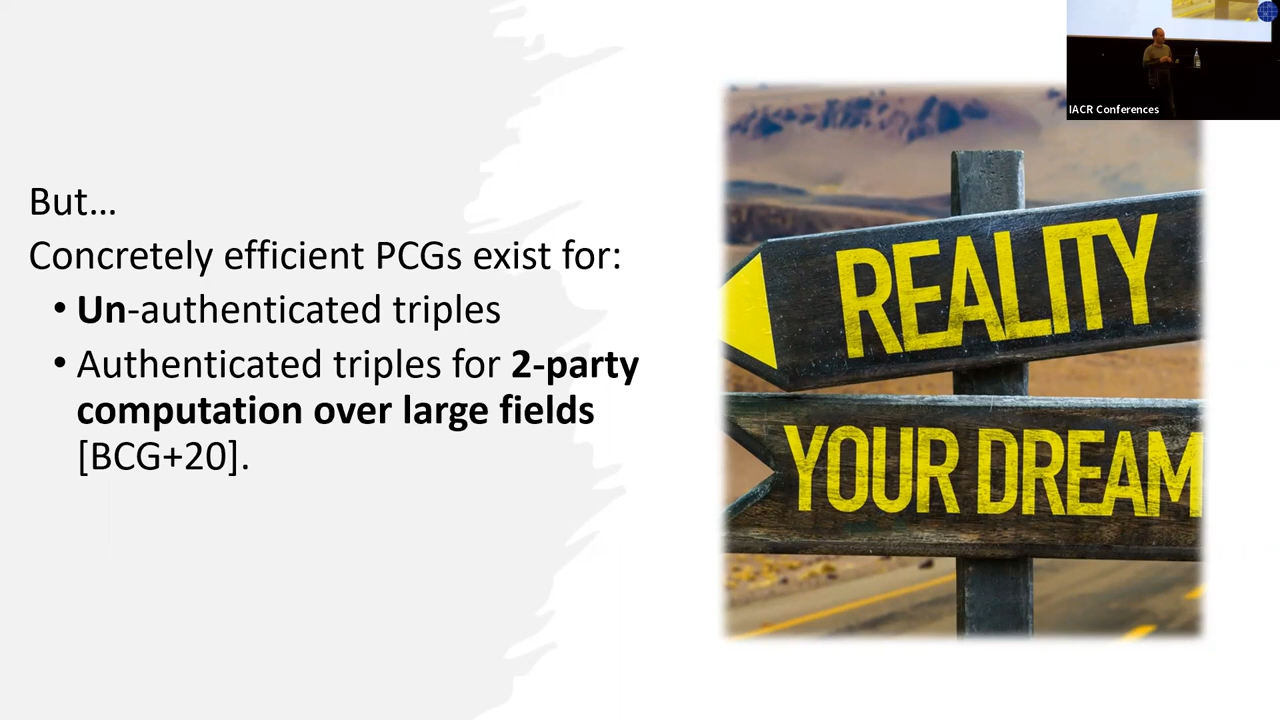 But…
Concretely efficient PCGs exist for:
• Un-authenticated triples
• Authenticated triples for 2-party
computation over large fields
[BCG+20].
REALITY
YOUR DREAM
IACR Conferences